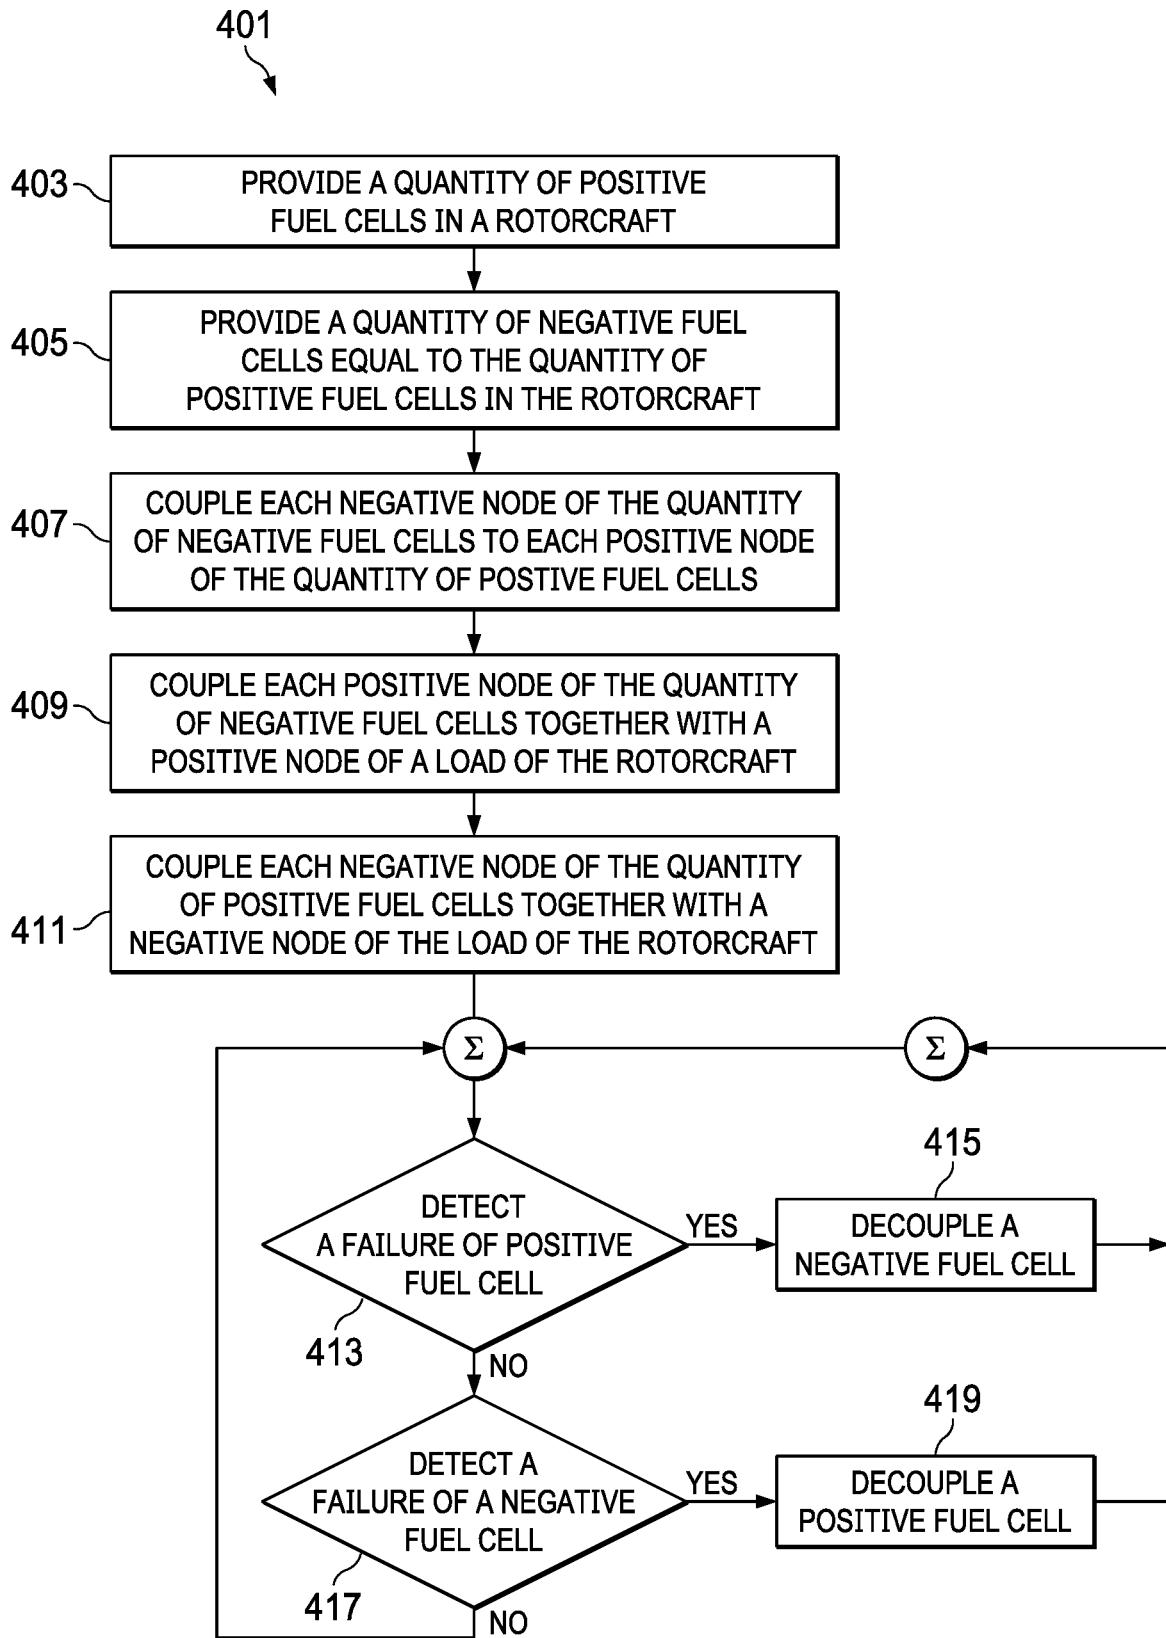 401
403
PROVIDE A QUANTITY OF POSITIVE
FUEL CELLS IN A ROTORCRAFT
405
PROVIDE A QUANTITY OF NEGATIVE FUEL
CELLS EQUAL TO THE QUANTITY OF
POSITIVE FUEL CELLS IN THE ROTORCRAFT
407
COUPLE EACH NEGATIVE NODE OF THE QUANTITY
OF NEGATIVE FUEL CELLS TO EACH POSITIVE NODE
OF THE QUANTITY OF POSTIVE FUEL CELLS
409
COUPLE EACH POSITIVE NODE OF THE QUANTITY
OF NEGATIVE FUEL CELLS TOGETHER WITH A
POSITIVE NODE OF A LOAD OF THE ROTORCRAFT
411
COUPLE EACH NEGATIVE NODE OF THE QUANTITY
OF POSITIVE FUEL CELLS TOGETHER WITH A
NEGATIVE NODE OF THE LOAD OF THE ROTORCRAFT
Σ
Σ
DETECT
A FAILURE OF POSITIVE
FUEL CELL
413
YES
415
DECOUPLE A
NEGATIVE FUEL CELL
NO
DETECT A
FAILURE OF A NEGATIVE
FUEL CELL
417
YES
419
DECOUPLE A
POSITIVE FUEL CELL
NO